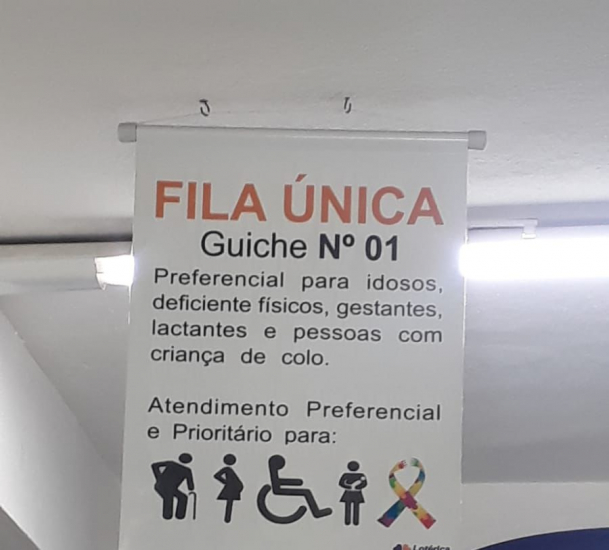 FILA ÚNICA
Guiche Nº 01
Preferencial para idosos,
deficiente físicos, gestantes,
lactantes e pessoas com
criança de colo.
Atendimento Preferencial
e Prioritário para:
Lotérica